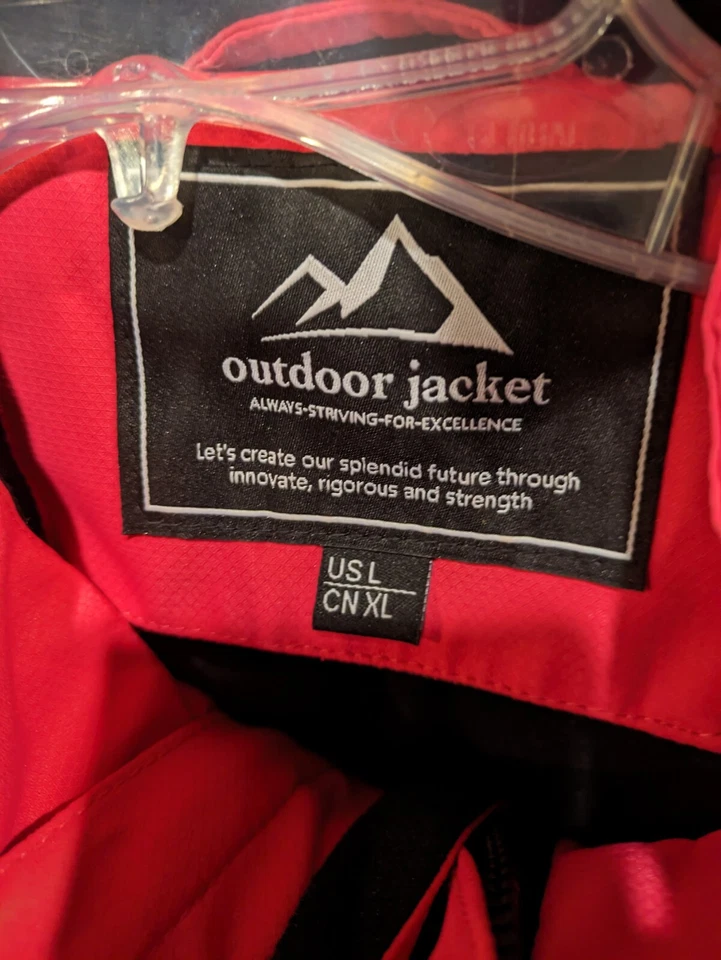 outdoor jacket
ALWAYS-STRIVING-FOR-EXCELLENCE
Let's create our splendid future through
innovate, rigorous and strength
US L
CN XL